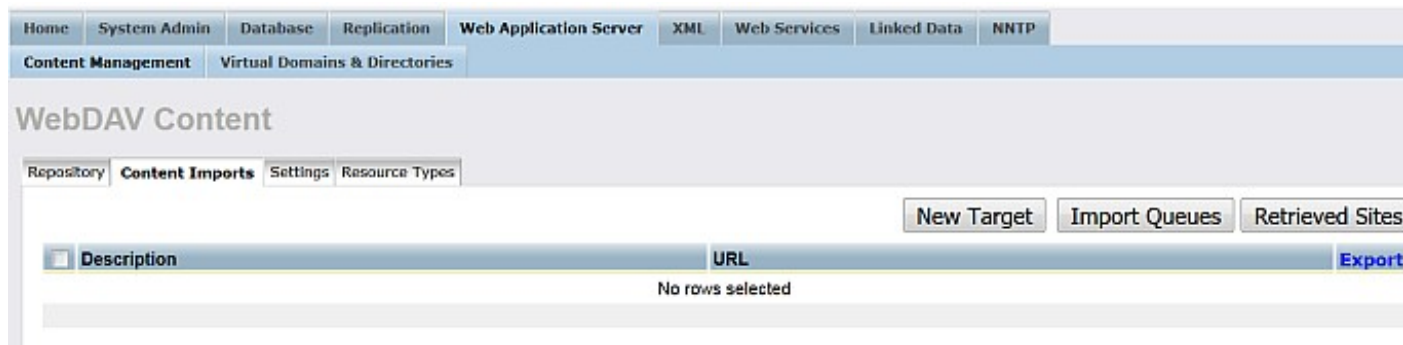 Home System Admin Database Replication Web Application Server XML Web Services Linked Data NNTP
Content Management Virtual Domains & Directories
WebDAV Content
Repository Content Imports Settings Resource Types
New Target Import Queues Retrieved Sites
Description URL Export
No rows selected